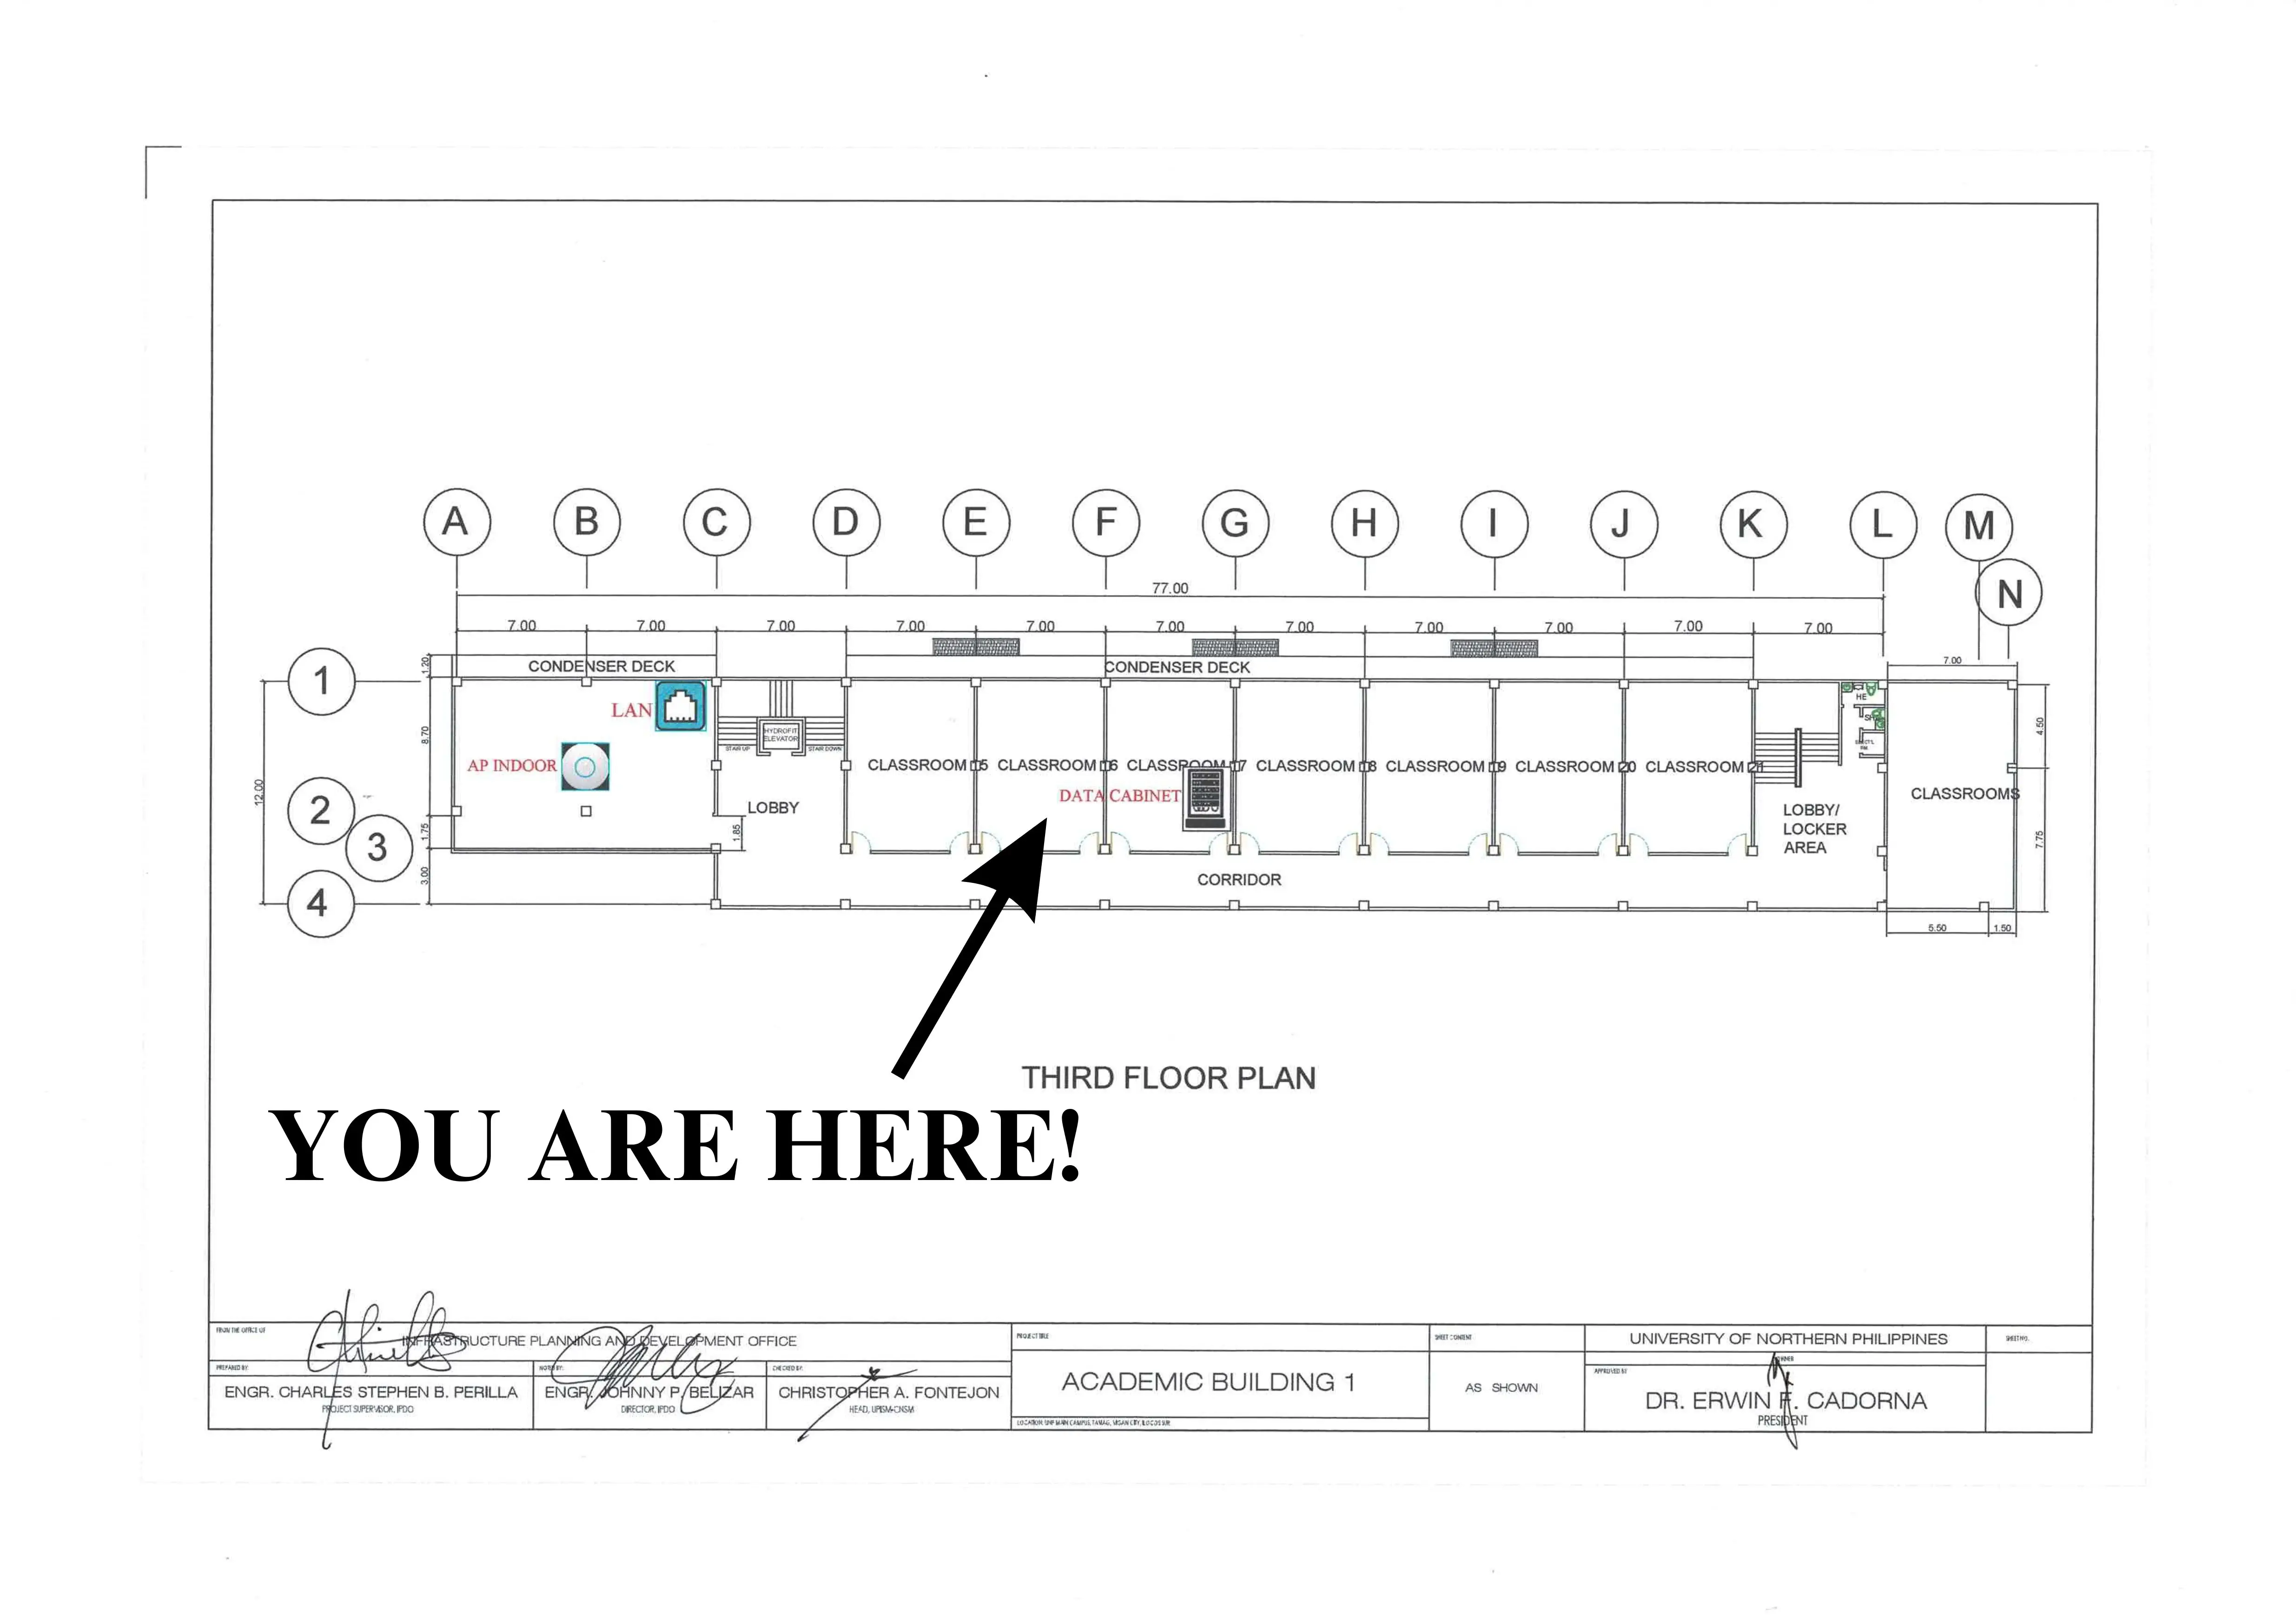 A B C D E F G H I J K L M
N
77.00
7.00 7.00 7.00 7.00 7.00 7.00 7.00 7.00 7.00 7.00 7.00
1.20 CONDENSER DECK CONDENSER DECK 7.00
1
LAN
HE
HYDROFIT
ELEVATOR
STAIR UP STAIR DOWN
8.70
4.50
AP INDOOR
CLASSROOM 15 CLASSROOM 16 CLASSROOM 17 CLASSROOM 18 CLASSROOM 19 CLASSROOM 20 CLASSROOM 21
12.00
DATA CABINET
CLASSROOMS
2
LOBBY
LOBBY/
LOCKER
AREA
1.75
1.85
7.75
3
3.00
CORRIDOR
4
5.50 1.50
THIRD FLOOR PLAN
YOU ARE HERE!
FROM THE OFFICE OF
INFRASTRUCTURE PLANNING AND DEVELOPMENT OFFICE
PREPARED BY:
ENGR. CHARLES STEPHEN B. PERILLA
PROJECT SUPERVISOR, IPDO
NOTED BY:
ENGR. JOHNNY P. BELIZAR
DIRECTOR, IPDO
CHECKED BY:
CHRISTOPHER A. FONTEJON
HEAD, UPISM-CNSM
PROJECT TITLE
ACADEMIC BUILDING 1
LOCATION: UNP MAIN CAMPUS, TAMAG, VIGAN CITY, ILOCOS SUR
SHEET CONTENT
AS SHOWN
UNIVERSITY OF NORTHERN PHILIPPINES
OWNER
APPROVED BY
DR. ERWIN F. CADORNA
PRESIDENT
SHEET NO.